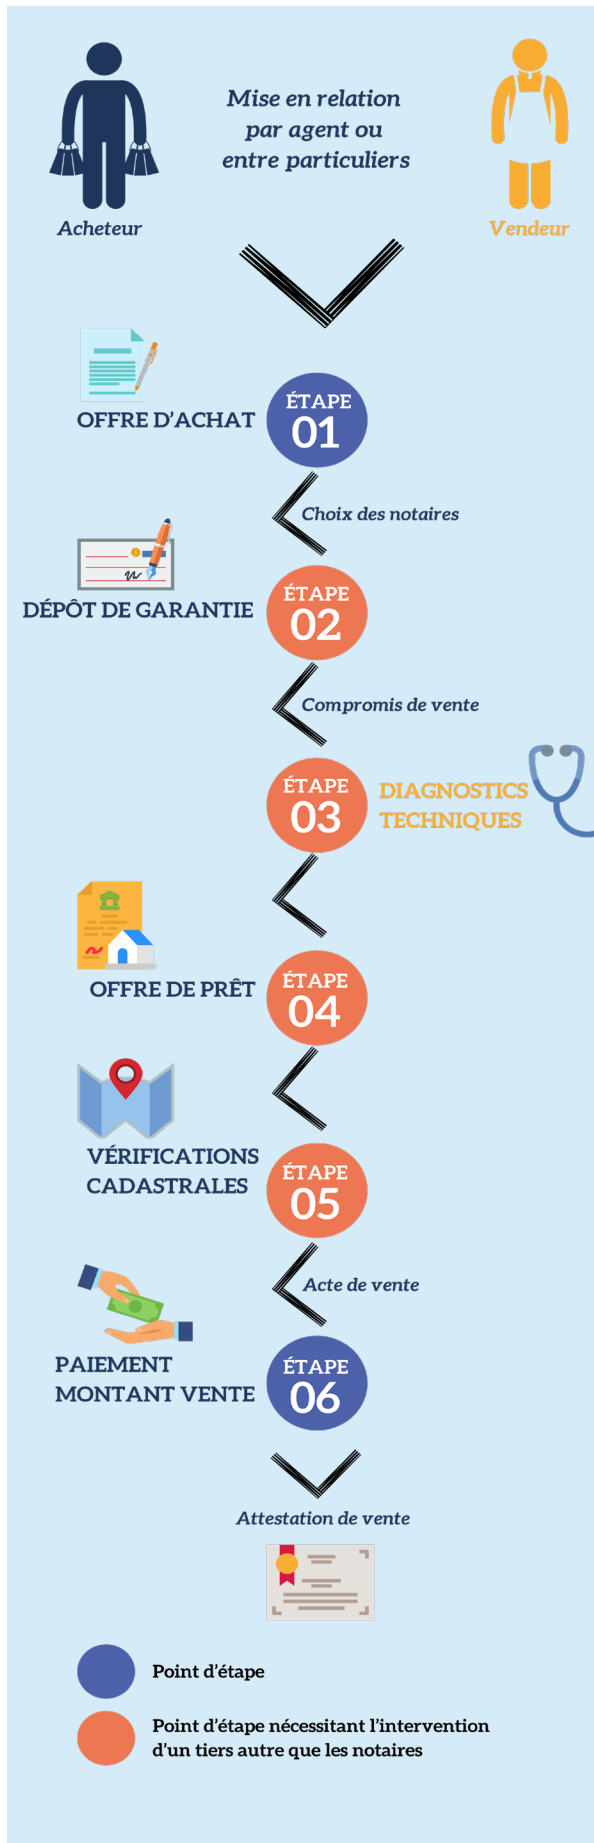 Mise en relation
par agent ou
entre particuliers
Acheteur
Vendeur
OFFRE D'ACHAT
ÉTAPE
01
Choix des notaires
DÉPÔT DE GARANTIE
ÉTAPE
02
Compromis de vente
ÉTAPE
03
DIAGNOSTICS
TECHNIQUES
OFFRE DE PRÊT
ÉTAPE
04
VÉRIFICATIONS
CADASTRALES
ÉTAPE
05
Acte de vente
PAIEMENT
MONTANT VENTE
ÉTAPE
06
Attestation de vente
Point d'étape
Point d'étape nécessitant l'intervention
d'un tiers autre que les notaires